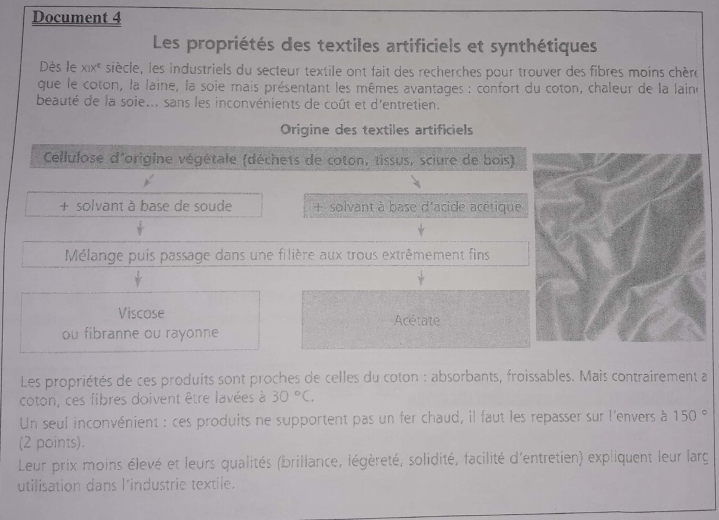 Document 4
Les propriétés des textiles artificiels et synthétiques
Dès le XIXe siècle, les industriels du secteur textile ont fait des recherches pour trouver des fibres moins chère
que le coton, la laine, la soie mais présentant les mêmes avantages : confort du coton, chaleur de la laine
beauté de la soie... sans les inconvénients de coût et d'entretien.
Origine des textiles artificiels
Cellulose d'origine végétale (déchets de coton, tissus, sciure de bois)
+ solvant à base de soude
+ solvant à base d'acide acétique
Mélange puis passage dans une filière aux trous extrêmement fins
Viscose
ou fibranne ou rayonne
Acétate
Les propriétés de ces produits sont proches de celles du coton : absorbants, froissables. Mais contrairement a
coton, ces fibres doivent être lavées à 30 °C.
Un seul inconvénient : ces produits ne supportent pas un fer chaud, il faut les repasser sur l'envers à 150 °
(2 points).
Leur prix moins élevé et leurs qualités (brillance, légèreté, solidité, facilité d'entretien) expliquent leur larg
utilisation dans l'industrie textile.